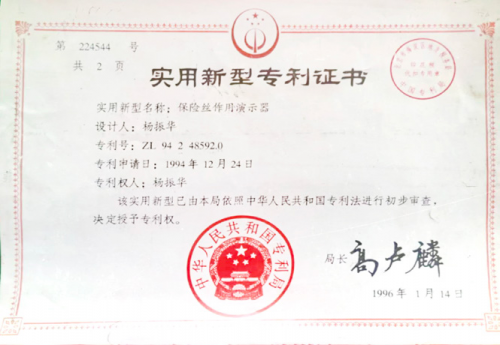 第 224544 号
共 2 页
实用新型专利证书
实用新型名称：保险丝作用演示器
设计人：杨振华
专利号：ZL 94 2 48592.0
专利申请日：1994 年 12 月 24 日
专利权人：杨振华
该实用新型已由本局依照中华人民共和国专利法进行初步审查，
决定授予专利权。
中华人民共和国专利局
局长 高卢麟
1996 年 1 月 14 日